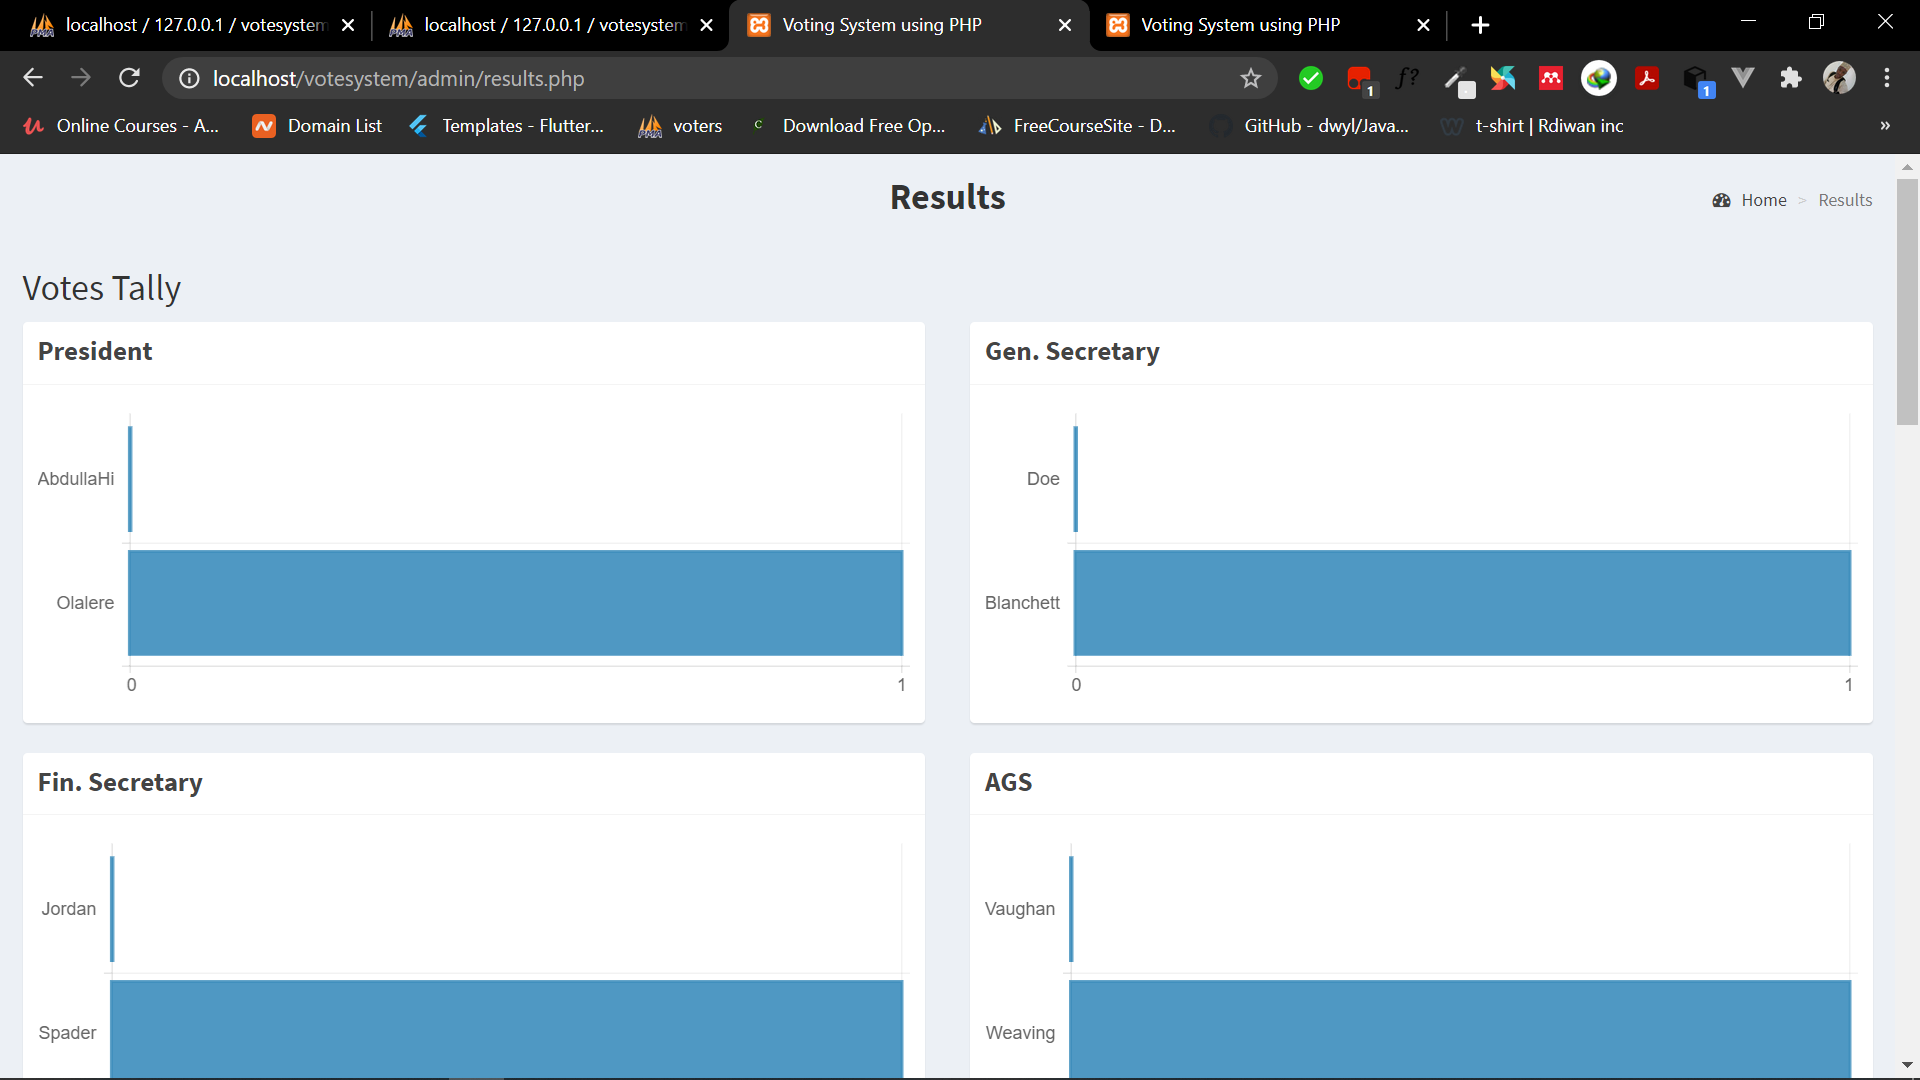 localhost / 127.0.0.1 / votesystem
localhost / 127.0.0.1 / votesystem
Voting System using PHP
Voting System using PHP
localhost/votesystem/admin/results.php
1
f?
1
Online Courses - A...
Domain List
Templates - Flutter...
voters
Download Free Op...
FreeCourseSite - D...
GitHub - dwyl/Java...
t-shirt | Rdiwan inc
»
Results
Home > Results
Votes Tally
President
AbdullaHi
Olalere
0 1
Gen. Secretary
Doe
Blanchett
0 1
Fin. Secretary
Jordan
Spader
AGS
Vaughan
Weaving